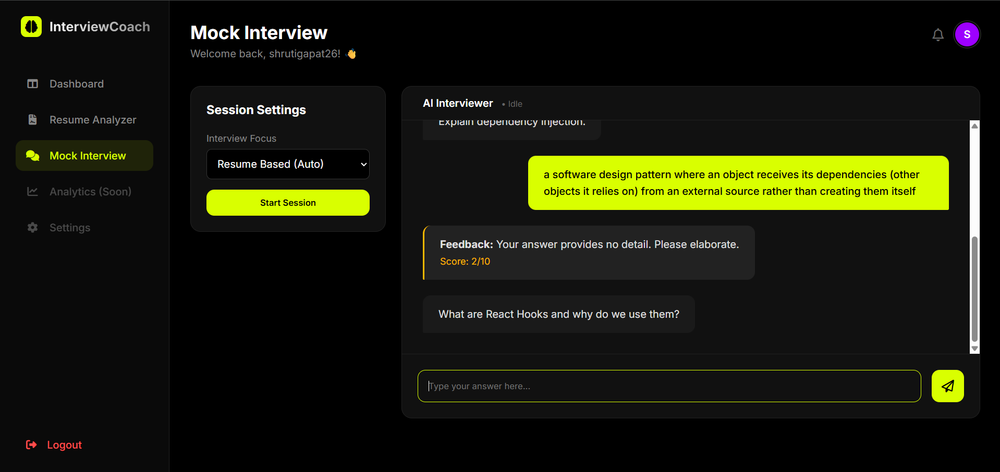 InterviewCoach
Dashboard
Resume Analyzer
Mock Interview
Analytics (Soon)
Settings
Logout
Mock Interview
Welcome back, shrutigapat26! 👋
S
Session Settings
Interview Focus
Resume Based (Auto)
Start Session
AI Interviewer • Idle
Explain dependency injection.
a software design pattern where an object receives its dependencies (other
objects it relies on) from an external source rather than creating them itself
Feedback: Your answer provides no detail. Please elaborate.
Score: 2/10
What are React Hooks and why do we use them?
Type your answer here...